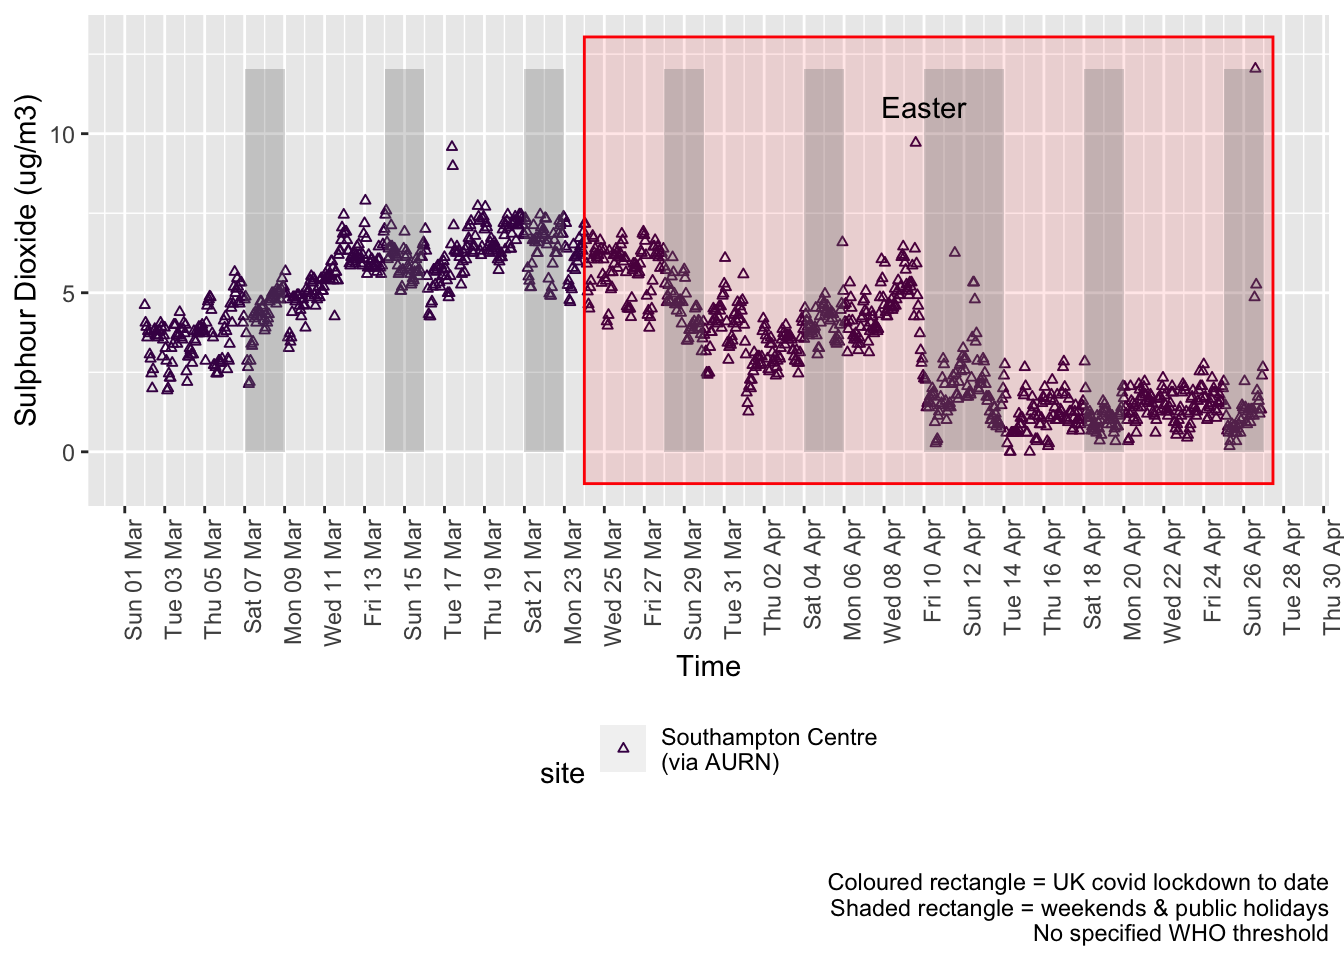 Sulphour Dioxide (ug/m3)
10
5
0
Easter
Sun 01 Mar
Tue 03 Mar
Thu 05 Mar
Sat 07 Mar
Mon 09 Mar
Wed 11 Mar
Fri 13 Mar
Sun 15 Mar
Tue 17 Mar
Thu 19 Mar
Sat 21 Mar
Mon 23 Mar
Wed 25 Mar
Fri 27 Mar
Sun 29 Mar
Tue 31 Mar
Thu 02 Apr
Sat 04 Apr
Mon 06 Apr
Wed 08 Apr
Fri 10 Apr
Sun 12 Apr
Tue 14 Apr
Thu 16 Apr
Sat 18 Apr
Mon 20 Apr
Wed 22 Apr
Fri 24 Apr
Sun 26 Apr
Tue 28 Apr
Thu 30 Apr
Time
site
Southampton Centre
(via AURN)
Coloured rectangle = UK covid lockdown to date
Shaded rectangle = weekends & public holidays
No specified WHO threshold